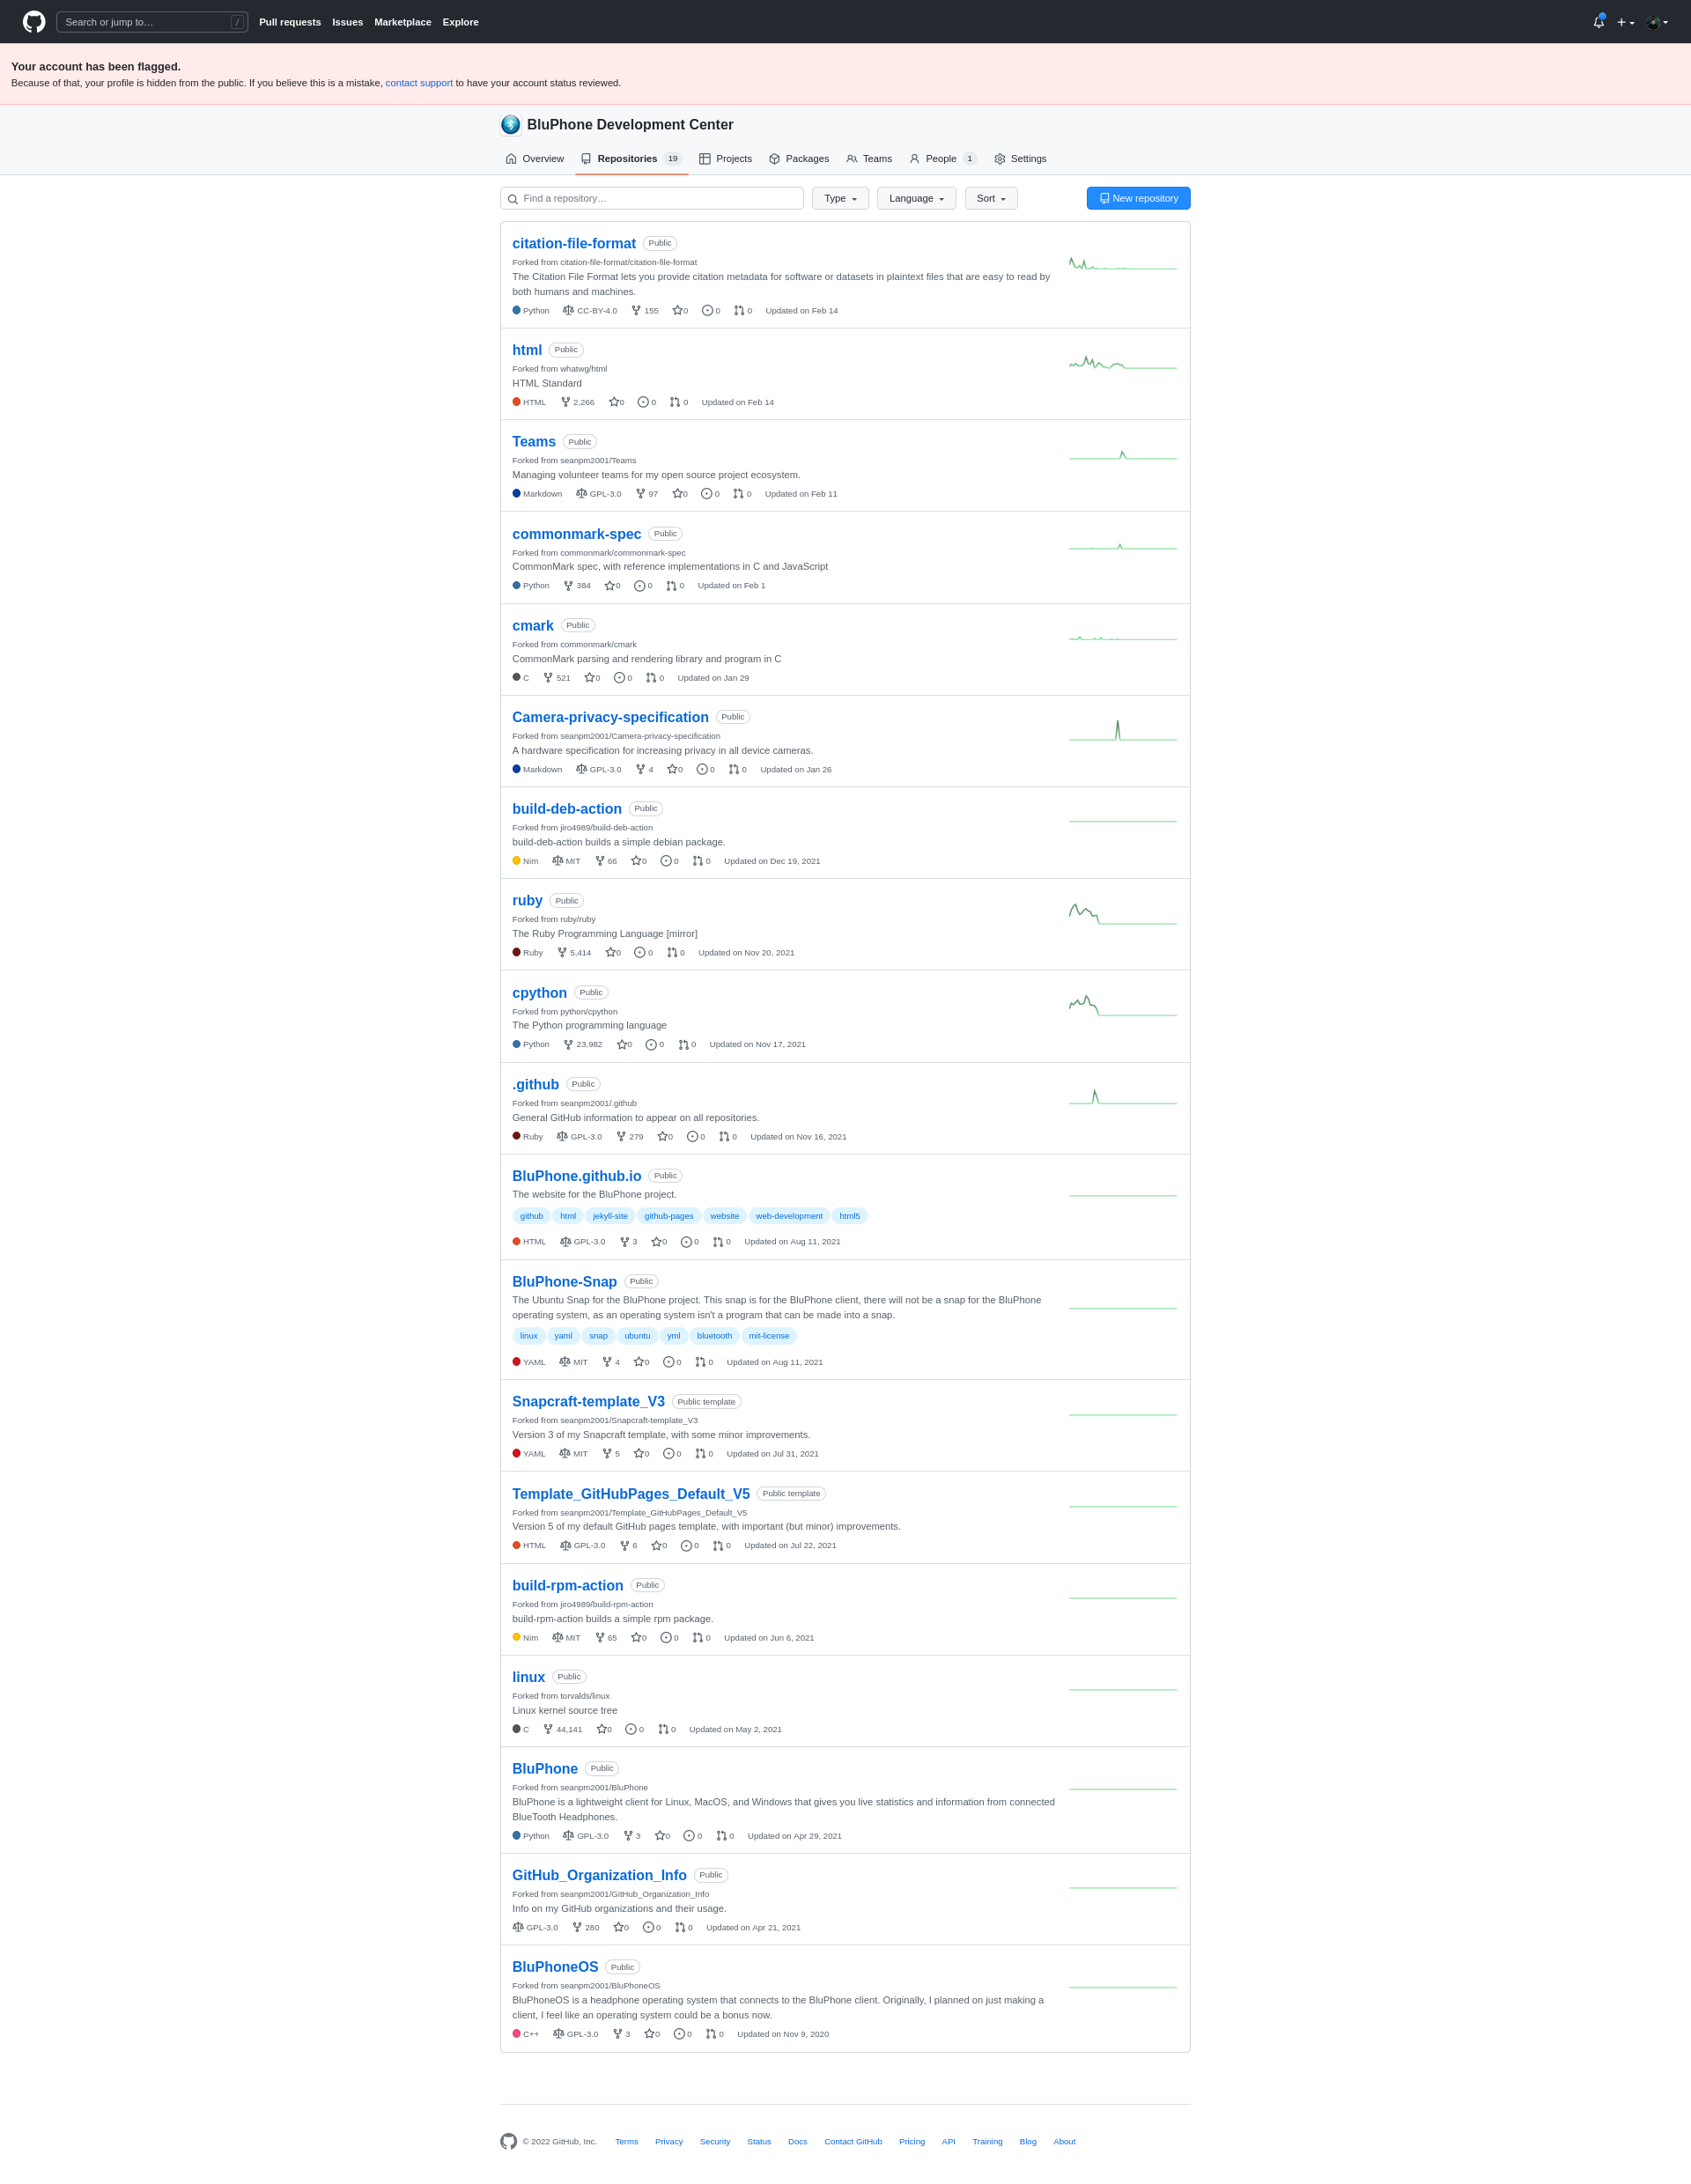 Search or jump to… /
Pull requests Issues Marketplace Explore
Your account has been flagged.
Because of that, your profile is hidden from the public. If you believe this is a mistake, contact support to have your account status reviewed.
BluPhone Development Center
Overview Repositories 19 Projects Packages Teams People 1 Settings
Find a repository… Type Language Sort New repository
citation-file-format Public
Forked from citation-file-format/citation-file-format
The Citation File Format lets you provide citation metadata for software or datasets in plaintext files that are easy to read by
both humans and machines.
Python CC-BY-4.0 155 0 0 0 Updated on Feb 14
html Public
Forked from whatwg/html
HTML Standard
HTML 2,266 0 0 0 Updated on Feb 14
Teams Public
Forked from seanpm2001/Teams
Managing volunteer teams for my open source project ecosystem.
Markdown GPL-3.0 97 0 0 0 Updated on Feb 11
commonmark-spec Public
Forked from commonmark/commonmark-spec
CommonMark spec, with reference implementations in C and JavaScript
Python 384 0 0 0 Updated on Feb 1
cmark Public
Forked from commonmark/cmark
CommonMark parsing and rendering library and program in C
C 521 0 0 0 Updated on Jan 29
Camera-privacy-specification Public
Forked from seanpm2001/Camera-privacy-specification
A hardware specification for increasing privacy in all device cameras.
Markdown GPL-3.0 4 0 0 0 Updated on Jan 26
build-deb-action Public
Forked from jiro4989/build-deb-action
build-deb-action builds a simple debian package.
Nim MIT 66 0 0 0 Updated on Dec 19, 2021
ruby Public
Forked from ruby/ruby
The Ruby Programming Language [mirror]
Ruby 5,414 0 0 0 Updated on Nov 20, 2021
cpython Public
Forked from python/cpython
The Python programming language
Python 23,982 0 0 0 Updated on Nov 17, 2021
.github Public
Forked from seanpm2001/.github
General GitHub information to appear on all repositories.
Ruby GPL-3.0 279 0 0 0 Updated on Nov 16, 2021
BluPhone.github.io Public
The website for the BluPhone project.
github html jekyll-site github-pages website web-development html5
HTML GPL-3.0 3 0 0 0 Updated on Aug 11, 2021
BluPhone-Snap Public
The Ubuntu Snap for the BluPhone project. This snap is for the BluPhone client, there will not be a snap for the BluPhone
operating system, as an operating system isn't a program that can be made into a snap.
linux yaml snap ubuntu yml bluetooth mit-license
YAML MIT 4 0 0 0 Updated on Aug 11, 2021
Snapcraft-template_V3 Public template
Forked from seanpm2001/Snapcraft-template_V3
Version 3 of my Snapcraft template, with some minor improvements.
YAML MIT 5 0 0 0 Updated on Jul 31, 2021
Template_GitHubPages_Default_V5 Public template
Forked from seanpm2001/Template_GitHubPages_Default_V5
Version 5 of my default GitHub pages template, with important (but minor) improvements.
HTML GPL-3.0 6 0 0 0 Updated on Jul 22, 2021
build-rpm-action Public
Forked from jiro4989/build-rpm-action
build-rpm-action builds a simple rpm package.
Nim MIT 65 0 0 0 Updated on Jun 6, 2021
linux Public
Forked from torvalds/linux
Linux kernel source tree
C 44,141 0 0 0 Updated on May 2, 2021
BluPhone Public
Forked from seanpm2001/BluPhone
BluPhone is a lightweight client for Linux, MacOS, and Windows that gives you live statistics and information from connected
BlueTooth Headphones.
Python GPL-3.0 3 0 0 0 Updated on Apr 29, 2021
GitHub_Organization_Info Public
Forked from seanpm2001/GitHub_Organization_Info
Info on my GitHub organizations and their usage.
GPL-3.0 280 0 0 0 Updated on Apr 21, 2021
BluPhoneOS Public
Forked from seanpm2001/BluPhoneOS
BluPhoneOS is a headphone operating system that connects to the BluPhone client. Originally, I planned on just making a
client, I feel like an operating system could be a bonus now.
C++ GPL-3.0 3 0 0 0 Updated on Nov 9, 2020
© 2022 GitHub, Inc. Terms Privacy Security Status Docs Contact GitHub Pricing API Training Blog About